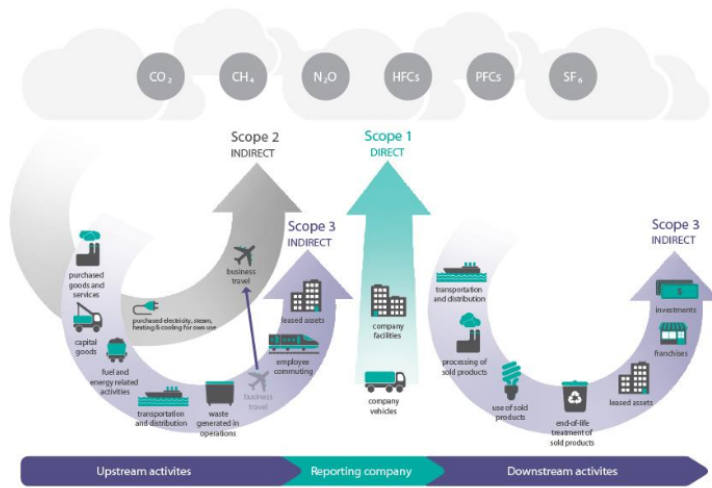 CO₂
CH₄
N₂O
HFCs
PFCs
SF₆
Scope 2
INDIRECT
Scope 1
DIRECT
Scope 3
INDIRECT
Scope 3
INDIRECT
purchased
goods and
services
capital
goods
fuel and
energy related
activities
purchased electricity, steam,
heating & cooling for own use
transportation
and distribution
waste
generated in
operations
business
travel
business
travel
employee
commuting
leased assets
company
facilities
company
vehicles
transportation
and distribution
processing of
sold products
use of sold
products
end-of-life
treatment of
sold products
leased assets
franchises
investments
Upstream activites
Reporting company
Downstream activites